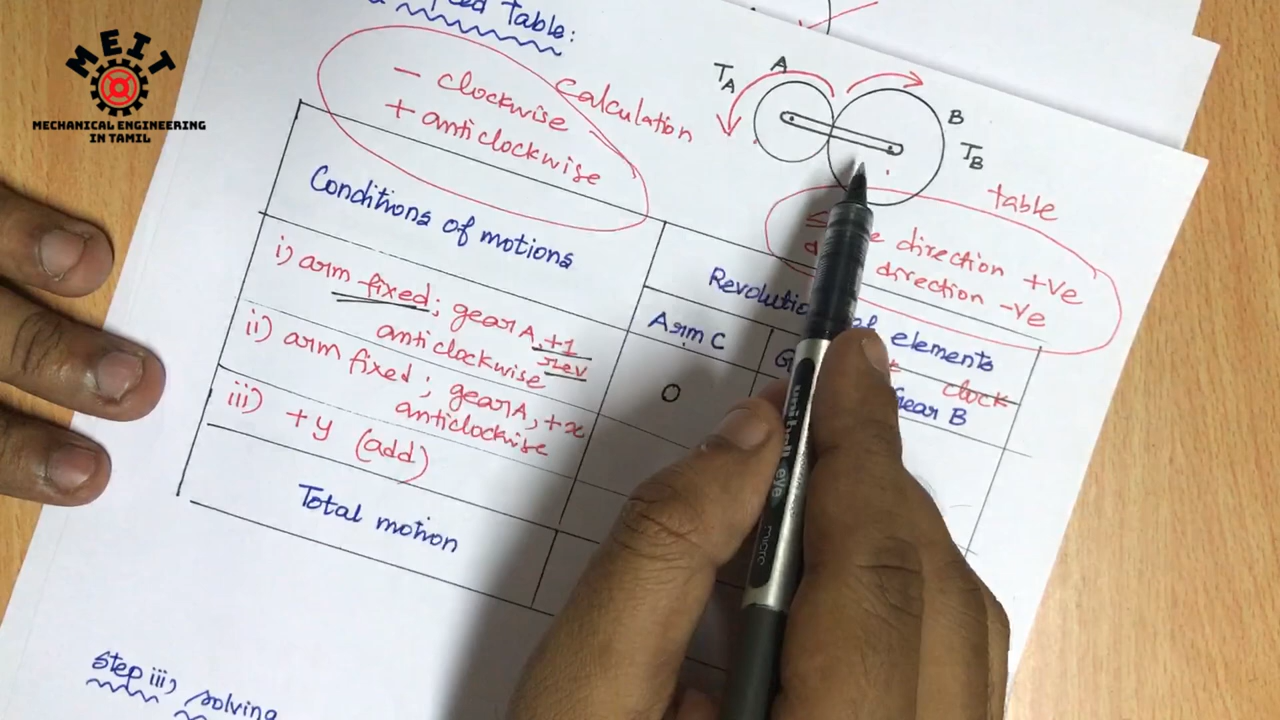 MEIT
MECHANICAL ENGINEERING
IN TAMIL
Table:
- clockwise
+ anticlockwise
calculation
A
TA
B
TB
table
direction +ve
direction -ve
Conditions of motions
Revolutio of elements
Arm C
clock
Gear B
i) arm fixed; gear A, +1 rev
anticlockwise
0
ii) arm fixed; gear A, +x
anticlockwise
iii) +y (add)
Total motion
Step iii) solving